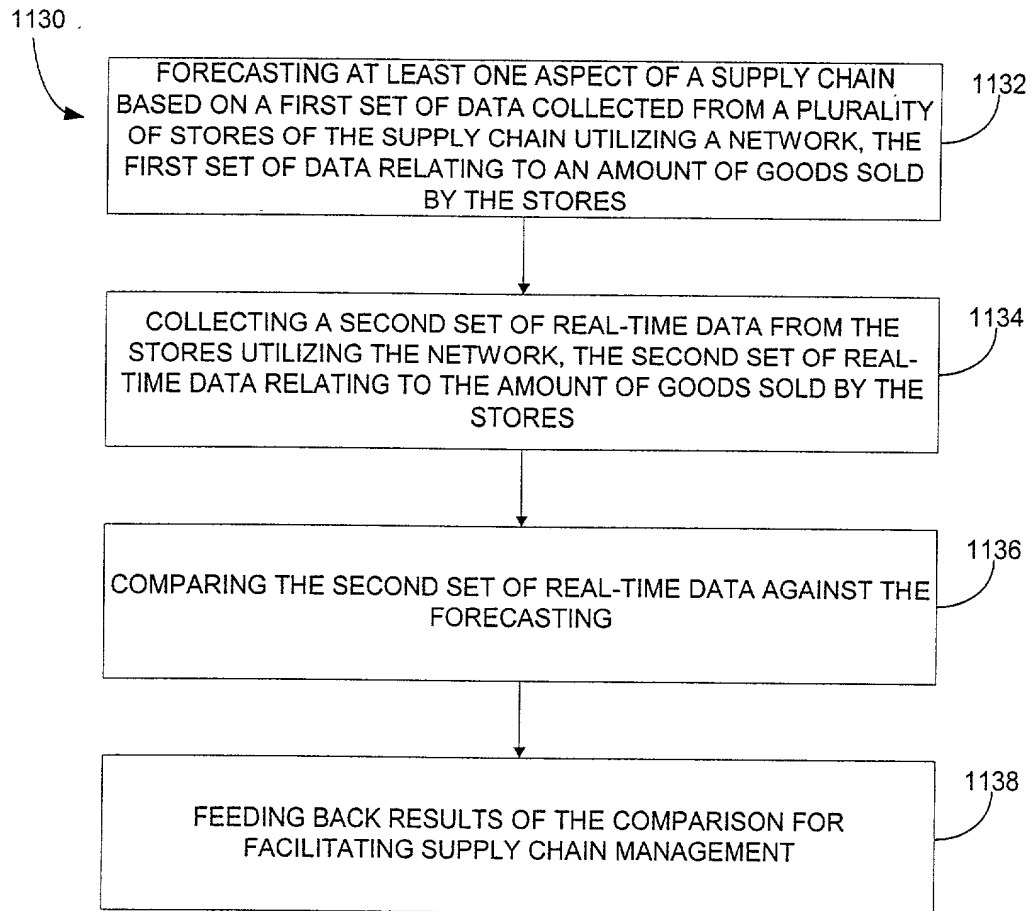 1130
FORECASTING AT LEAST ONE ASPECT OF A SUPPLY CHAIN
BASED ON A FIRST SET OF DATA COLLECTED FROM A PLURALITY
OF STORES OF THE SUPPLY CHAIN UTILIZING A NETWORK, THE
FIRST SET OF DATA RELATING TO AN AMOUNT OF GOODS SOLD
BY THE STORES
1132
COLLECTING A SECOND SET OF REAL-TIME DATA FROM THE
STORES UTILIZING THE NETWORK, THE SECOND SET OF REAL-
TIME DATA RELATING TO THE AMOUNT OF GOODS SOLD BY THE
STORES
1134
COMPARING THE SECOND SET OF REAL-TIME DATA AGAINST THE
FORECASTING
1136
FEEDING BACK RESULTS OF THE COMPARISON FOR
FACILITATING SUPPLY CHAIN MANAGEMENT
1138